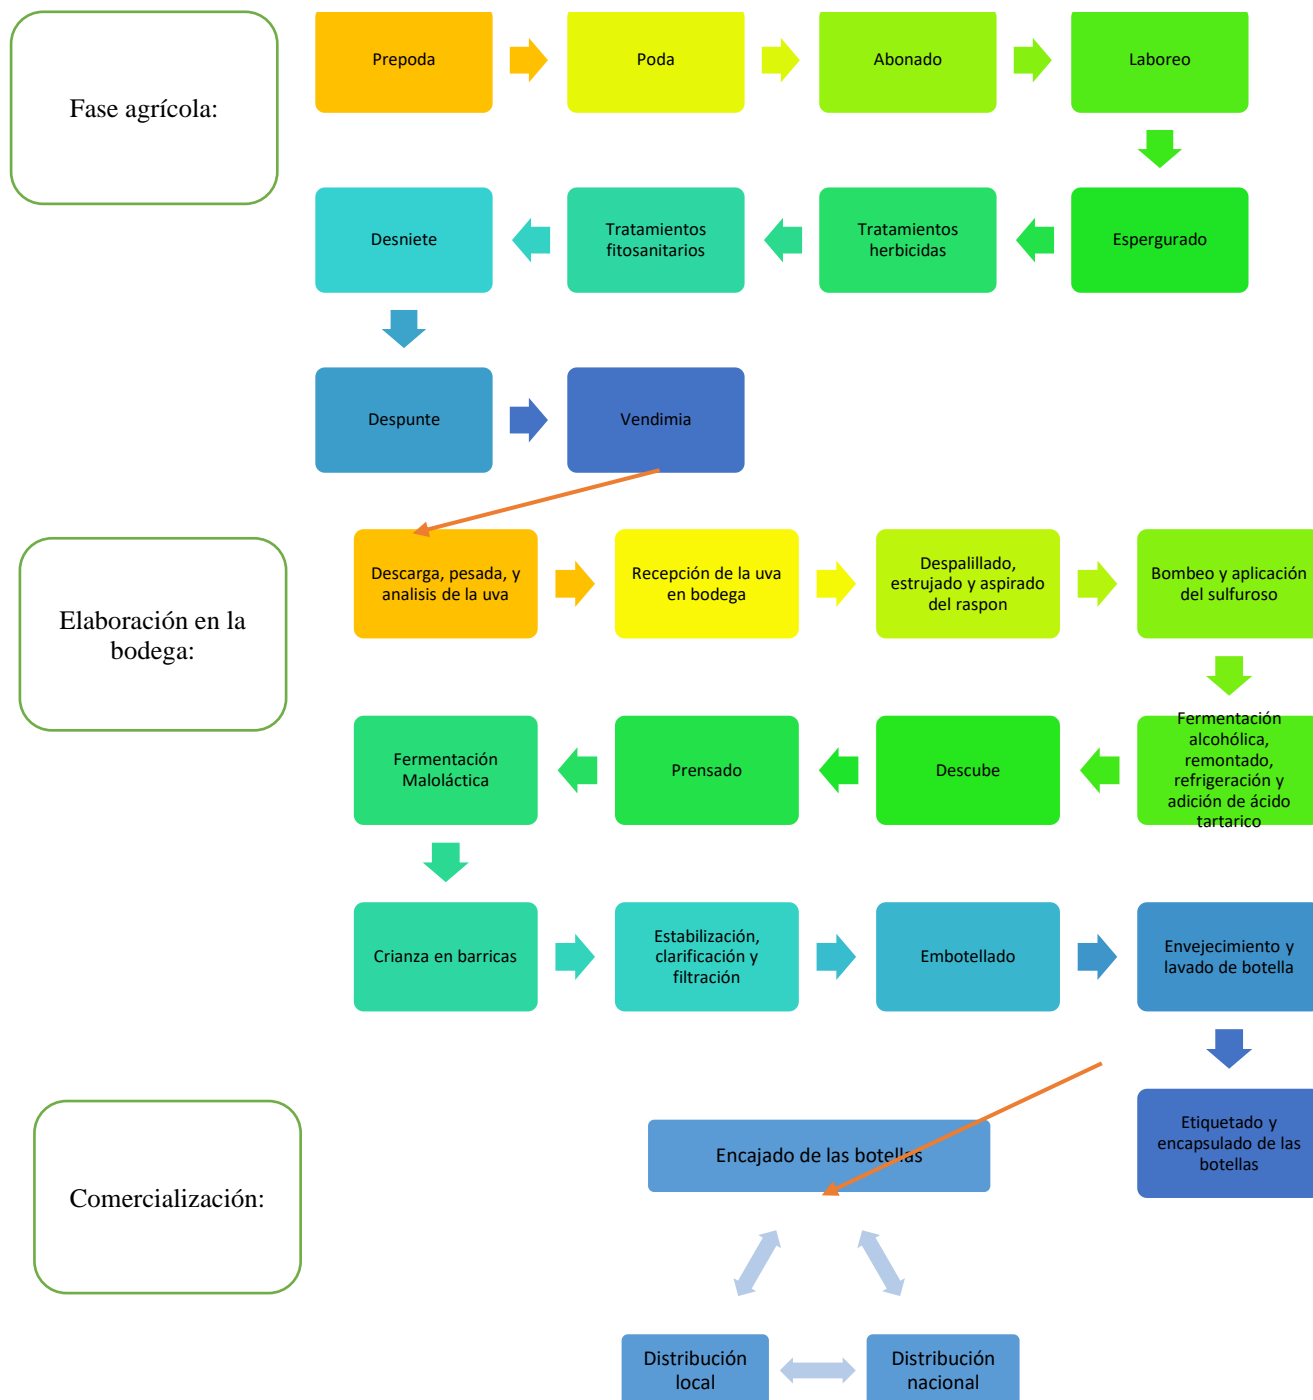 Fase agrícola:
Prepoda
Poda
Abonado
Laboreo
Desniete
Tratamientos
fitosanitarios
Tratamientos
herbicidas
Espergurado
Despunte
Vendimia
Elaboración en la
bodega:
Descarga, pesada, y
analisis de la uva
Recepción de la uva
en bodega
Despalillado,
estrujado y aspirado
del raspon
Bombeo y aplicación
del sulfuroso
Fermentación
Maloláctica
Prensado
Descube
Fermentación
alcohólica,
remontado,
refrigeración y
adición de ácido
tartarico
Crianza en barricas
Estabilización,
clarificación y
filtración
Embotellado
Envejecimiento y
lavado de botella
Comercialización:
Encajado de las botellas
Etiquetado y
encapsulado de las
botellas
Distribución
local
Distribución
nacional